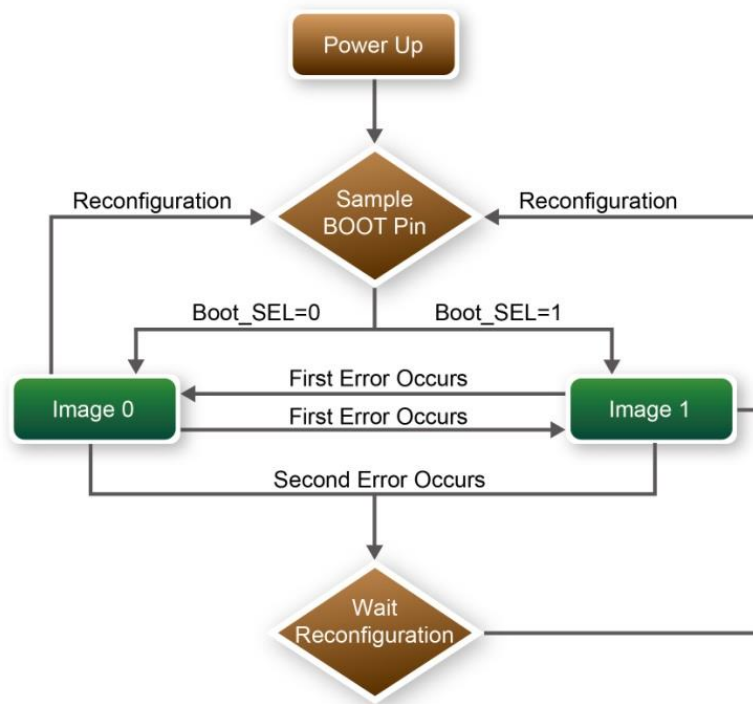 Power Up
Sample
BOOT Pin
Reconfiguration
Reconfiguration
Boot_SEL=0
Boot_SEL=1
First Error Occurs
Image 0
First Error Occurs
Image 1
Second Error Occurs
Wait
Reconfiguration